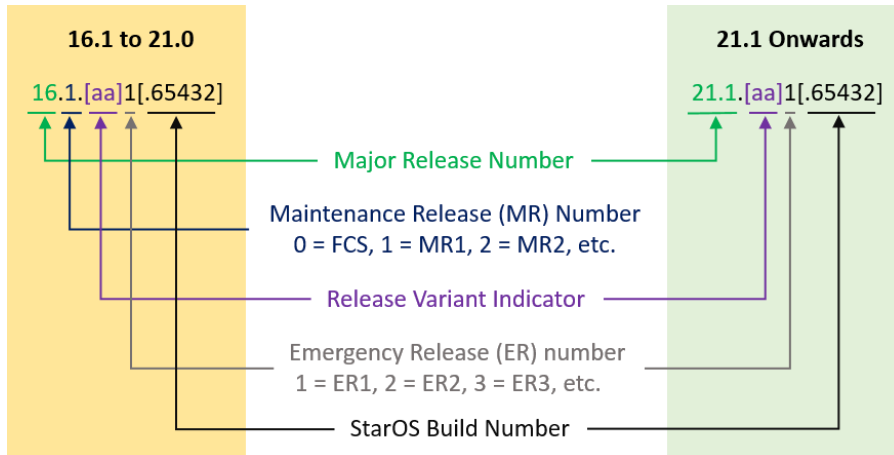 16.1 to 21.0
21.1 Onwards
16.1.[aa]1[.65432]
21.1.[aa]1[.65432]
Major Release Number
Maintenance Release (MR) Number
0 = FCS, 1 = MR1, 2 = MR2, etc.
Release Variant Indicator
Emergency Release (ER) number
1 = ER1, 2 = ER2, 3 = ER3, etc.
StarOS Build Number